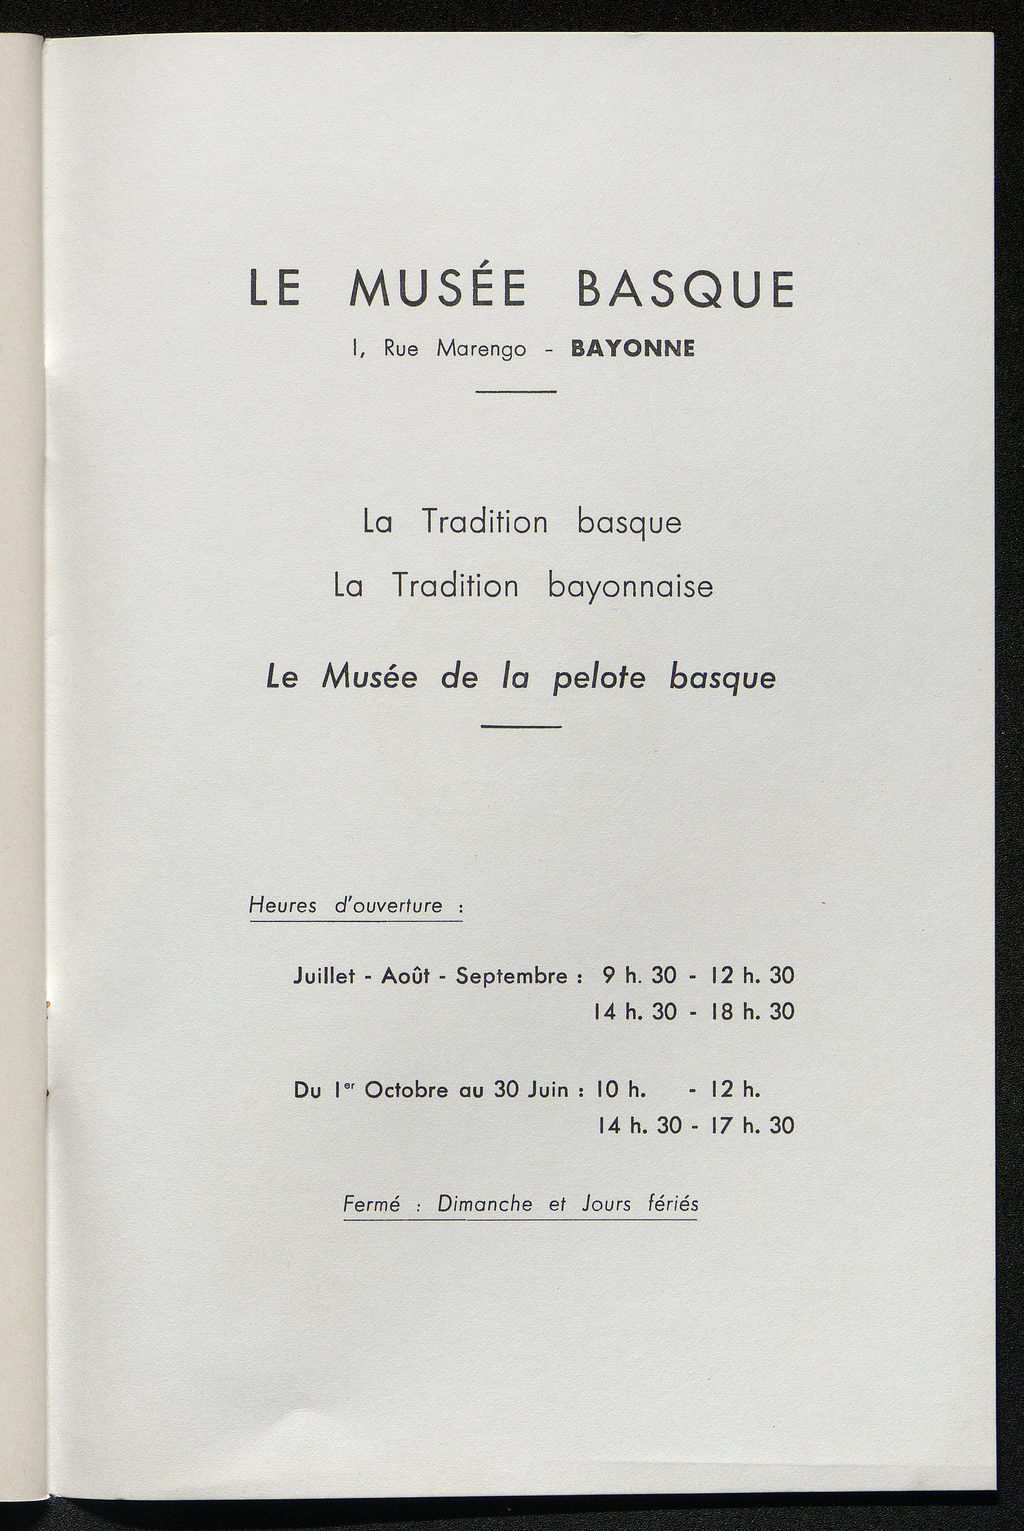 LE MUSÉE BASQUE
1, Rue Marengo - BAYONNE
La Tradition basque
La Tradition bayonnaise
Le Musée de la pelote basque
Heures d'ouverture :
Juillet - Août - Septembre : 9 h. 30 - 12 h. 30
14 h. 30 - 18 h. 30
Du 1er Octobre au 30 Juin : 10 h. - 12 h.
14 h. 30 - 17 h. 30
Fermé : Dimanche et Jours fériés